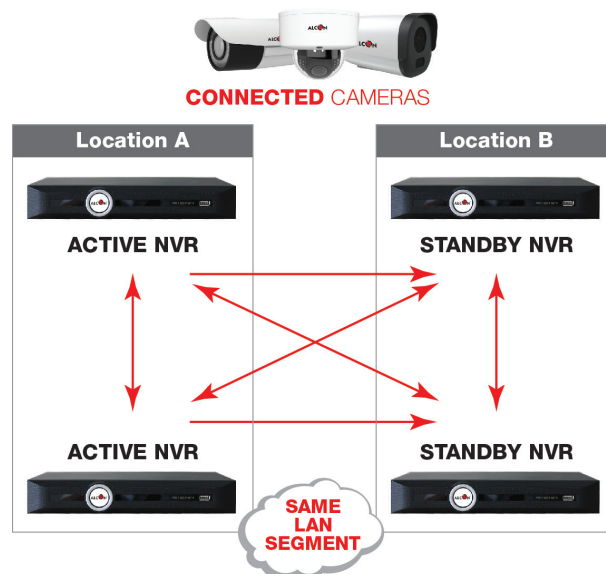 ALCON
ALCON
ALCON
CONNECTED CAMERAS
Location A
Location B
ALCON
ALCON
ACTIVE NVR
STANDBY NVR
ACTIVE NVR
STANDBY NVR
ALCON
ALCON
SAME
LAN
SEGMENT